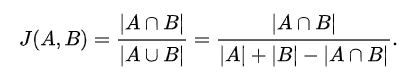 J(A, B) = |A ∩ B| / |A ∪ B| = |A ∩ B| / (|A| + |B| − |A ∩ B|).